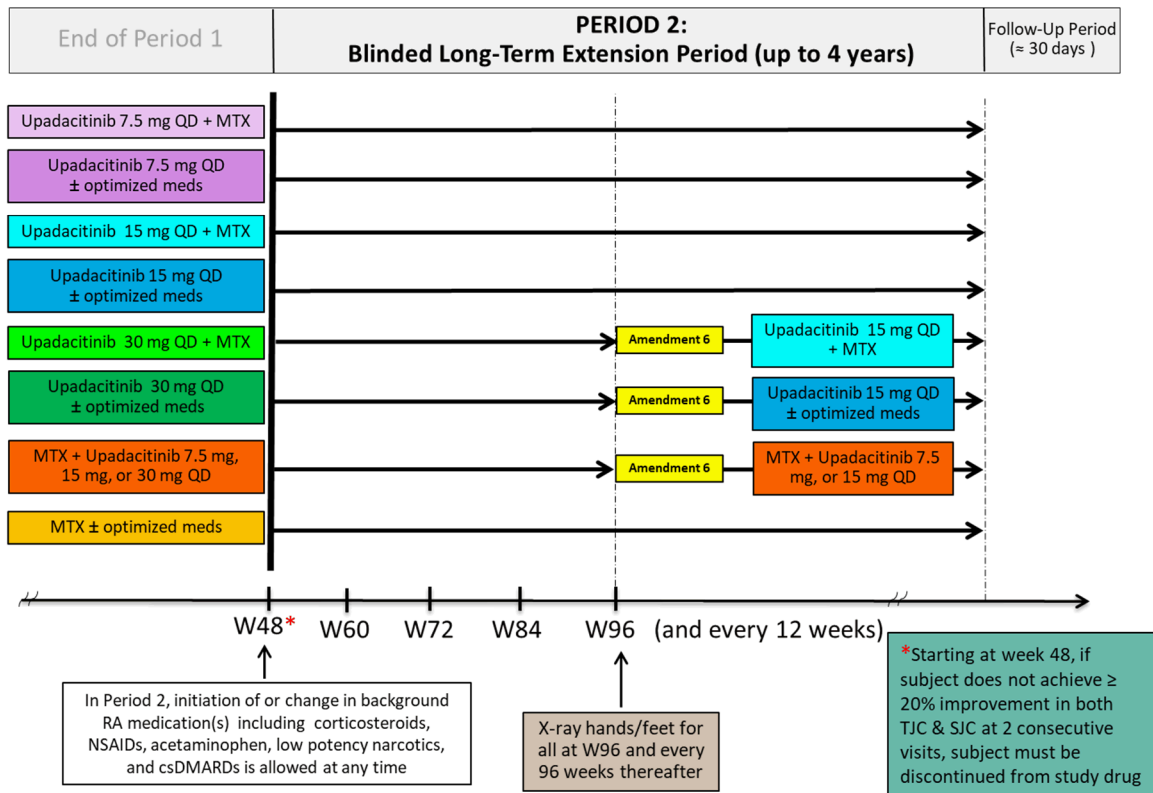 End of Period 1
PERIOD 2:
Blinded Long-Term Extension Period (up to 4 years)
Follow-Up Period
(≈ 30 days )
Upadacitinib 7.5 mg QD + MTX
Upadacitinib 7.5 mg QD
± optimized meds
Upadacitinib 15 mg QD + MTX
Upadacitinib 15 mg QD
± optimized meds
Upadacitinib 30 mg QD + MTX
Amendment 6
Upadacitinib 15 mg QD
+ MTX
Upadacitinib 30 mg QD
± optimized meds
Amendment 6
Upadacitinib 15 mg QD
± optimized meds
MTX + Upadacitinib 7.5 mg,
15 mg, or 30 mg QD
Amendment 6
MTX + Upadacitinib 7.5
mg, or 15 mg QD
MTX ± optimized meds
W48* W60 W72 W84 W96 (and every 12 weeks)
In Period 2, initiation of or change in background
RA medication(s) including corticosteroids,
NSAIDs, acetaminophen, low potency narcotics,
and csDMARDs is allowed at any time
X-ray hands/feet for
all at W96 and every
96 weeks thereafter
*Starting at week 48, if
subject does not achieve ≥
20% improvement in both
TJC & SJC at 2 consecutive
visits, subject must be
discontinued from study drug